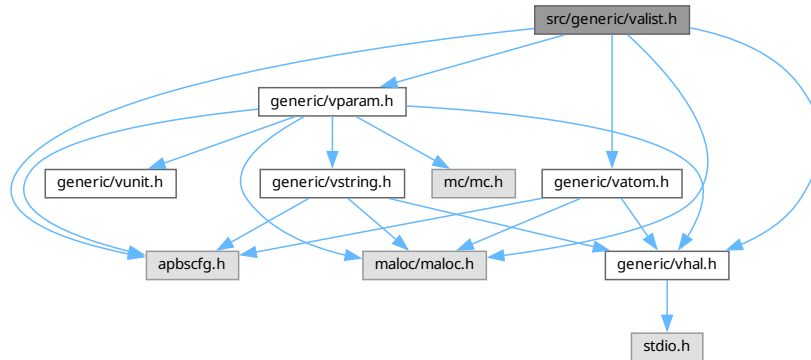 src/generic/valist.h
generic/vparam.h
generic/vunit.h
generic/vstring.h
mc/mc.h
generic/vatom.h
apbscfg.h
maloc/maloc.h
generic/vhal.h
stdio.h